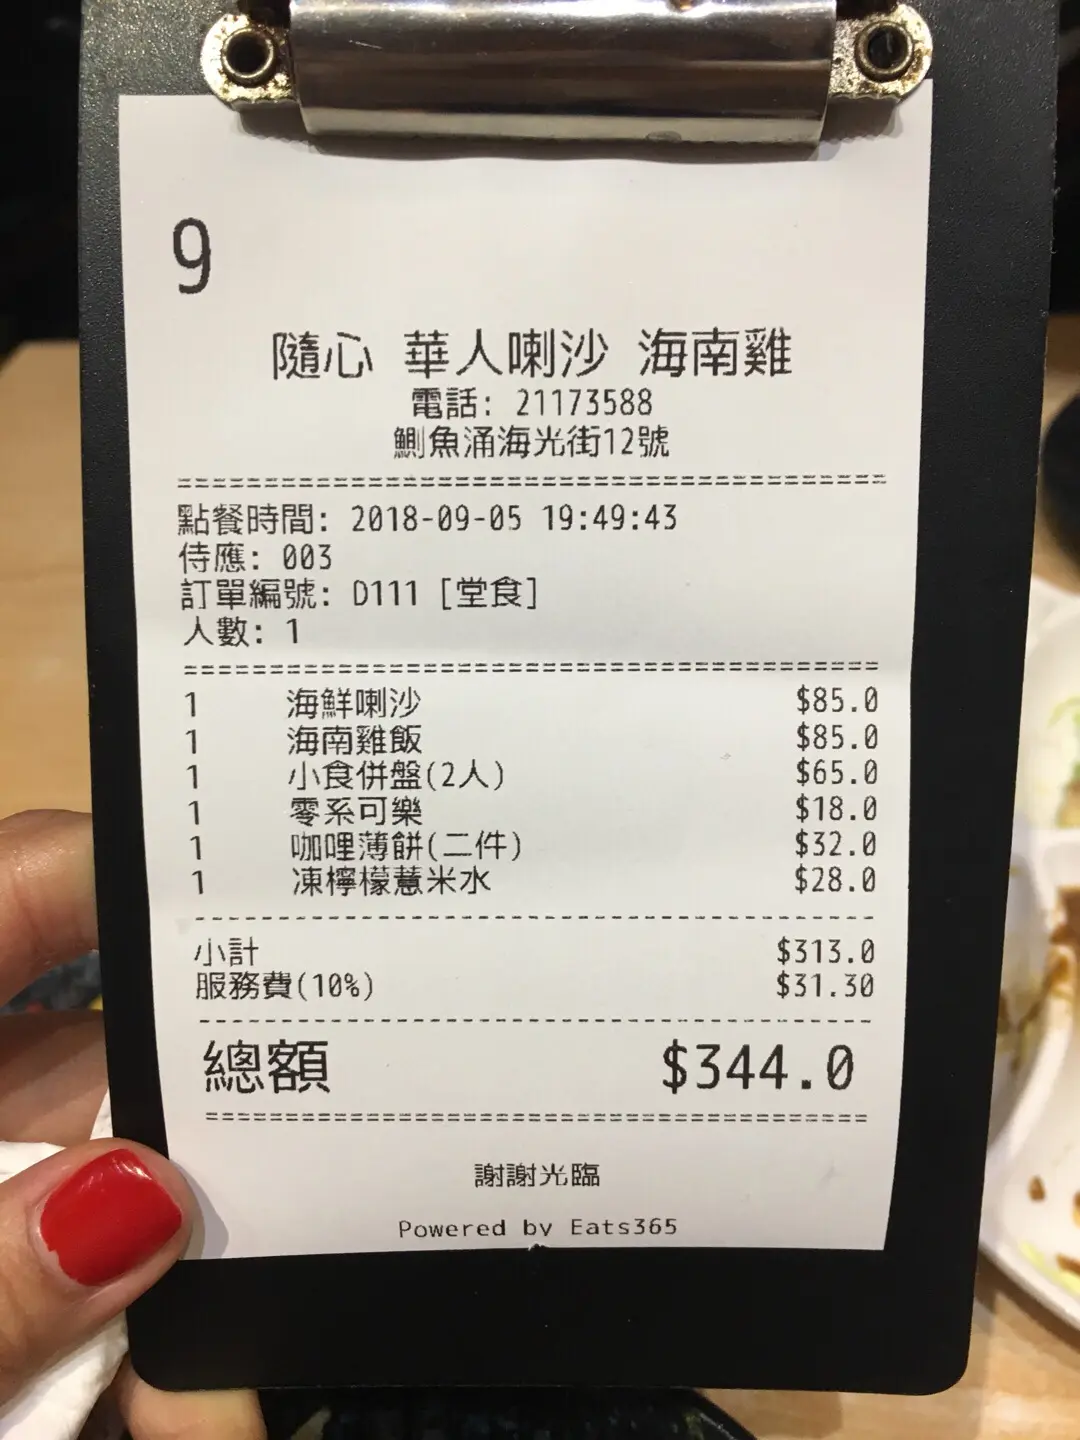 9
隨心 華人喇沙 海南雞
電話: 21173588
鰂魚涌海光街12號
點餐時間: 2018-09-05 19:49:43
侍應: 003
訂單編號: D111 [堂食]
人數: 1
1 海鮮喇沙 $85.0
1 海南雞飯 $85.0
1 小食併盤(2人) $65.0
1 零系可樂 $18.0
1 咖哩薄餅(二件) $32.0
1 凍檸檬薏米水 $28.0
小計 $313.0
服務費(10%) $31.30
總額 $344.0
謝謝光臨
Powered by Eats365